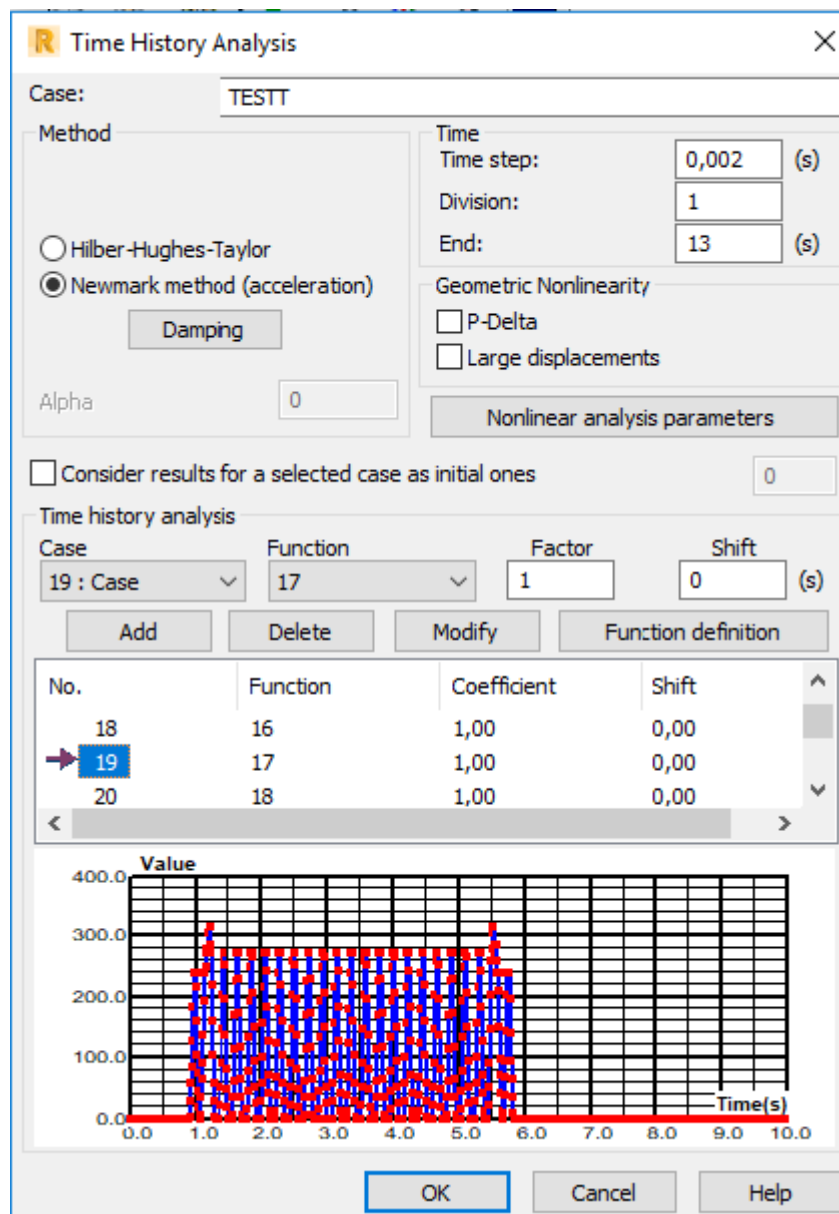 R Time History Analysis
Case: TESTT
Method
Hilber-Hughes-Taylor
Newmark method (acceleration)
Damping
Alpha 0
Time
Time step: 0,002 (s)
Division: 1
End: 13 (s)
Geometric Nonlinearity
P-Delta
Large displacements
Nonlinear analysis parameters
Consider results for a selected case as initial ones 0
Time history analysis
Case Function Factor Shift
19 : Case 17 1 0 (s)
Add Delete Modify Function definition
No. Function Coefficient Shift
18 16 1,00 0,00
19 17 1,00 0,00
20 18 1,00 0,00
Value
400.0
300.0
200.0
100.0
0.0
Time(s)
0.0 1.0 2.0 3.0 4.0 5.0 6.0 7.0 8.0 9.0 10.0
OK Cancel Help